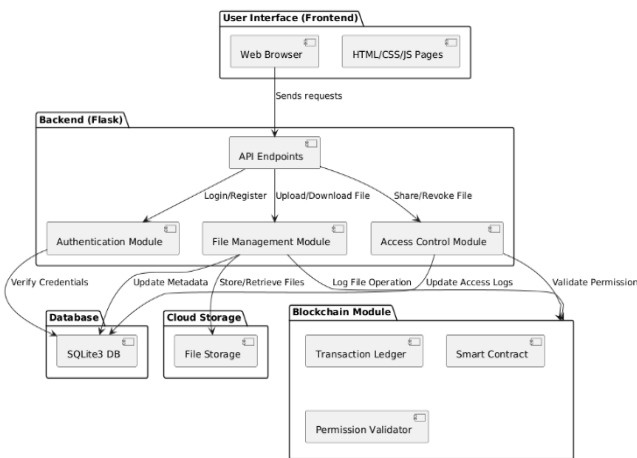 User Interface (Frontend)
Web Browser
HTML/CSS/JS Pages
Sends requests
Backend (Flask)
API Endpoints
Login/Register
Upload/Download File
Share/Revoke File
Authentication Module
File Management Module
Access Control Module
Verify Credentials
Update Metadata
Store/Retrieve Files
Log File Operation
Update Access Logs
Validate Permission
Database
Cloud Storage
Blockchain Module
SQLite3 DB
File Storage
Transaction Ledger
Smart Contract
Permission Validator